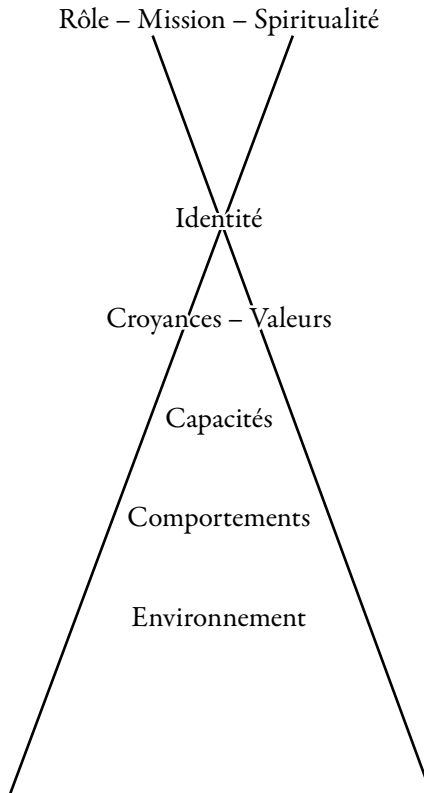 Rôle – Mission – Spiritualité
Identité
Croyances – Valeurs
Capacités
Comportements
Environnement